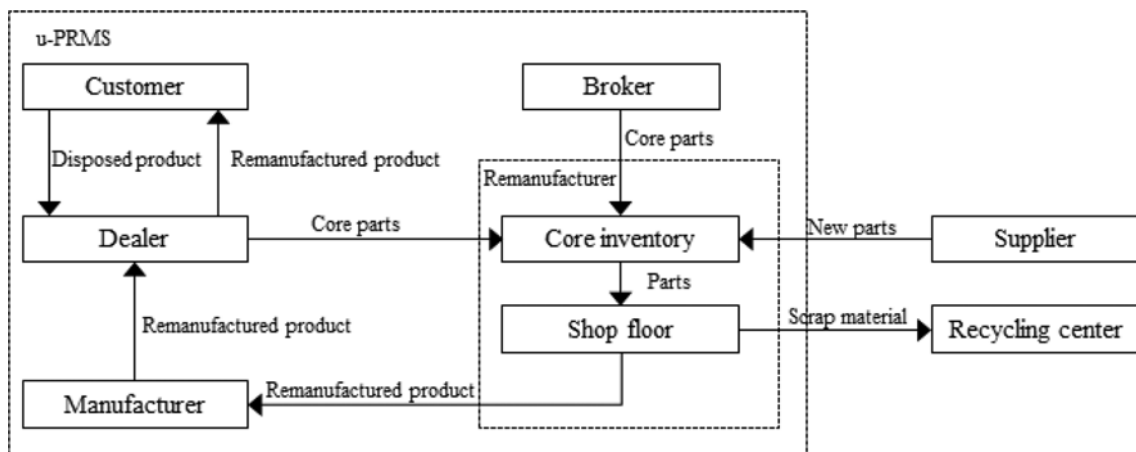 u-PRMS
Customer
Broker
Disposed product
Remanufactured product
Core parts
Remanufacturer
Dealer
Core parts
Core inventory
New parts
Supplier
Parts
Remanufactured product
Shop floor
Scrap material
Recycling center
Manufacturer
Remanufactured product